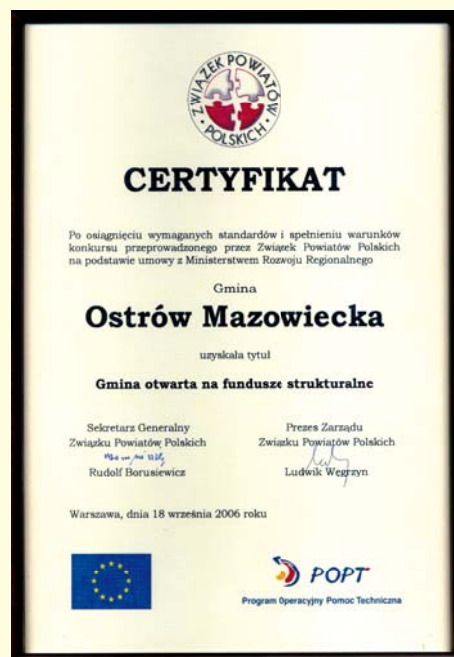 ZWIĄZEK POWIATÓW
POLSKICH
CERTYFIKAT
Po osiągnięciu wymaganych standardów i spełnieniu warunków
konkursu przeprowadzonego przez Związek Powiatów Polskich
na podstawie umowy z Ministerstwem Rozwoju Regionalnego
Gmina
Ostrów Mazowiecka
uzyskała tytuł
Gmina otwarta na fundusze strukturalne
Sekretarz Generalny
Związku Powiatów Polskich
Rudolf Borusiewicz
Prezes Zarządu
Związku Powiatów Polskich
Ludwik Węgrzyn
Warszawa, dnia 18 września 2006 roku
POPT
Program Operacyjny Pomoc Techniczna